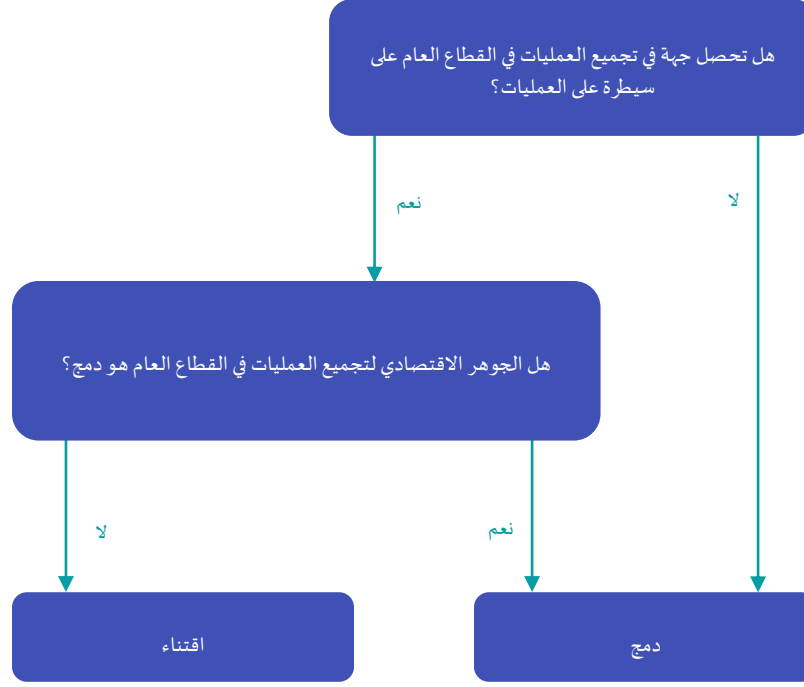 هل تحصل جهة في تجميع العمليات في القطاع العام على
سيطرة على العمليات؟
لا
نعم
هل الجوهر الاقتصادي لتجميع العمليات في القطاع العام هو دمج؟
نعم
لا
دمج
اقتناء